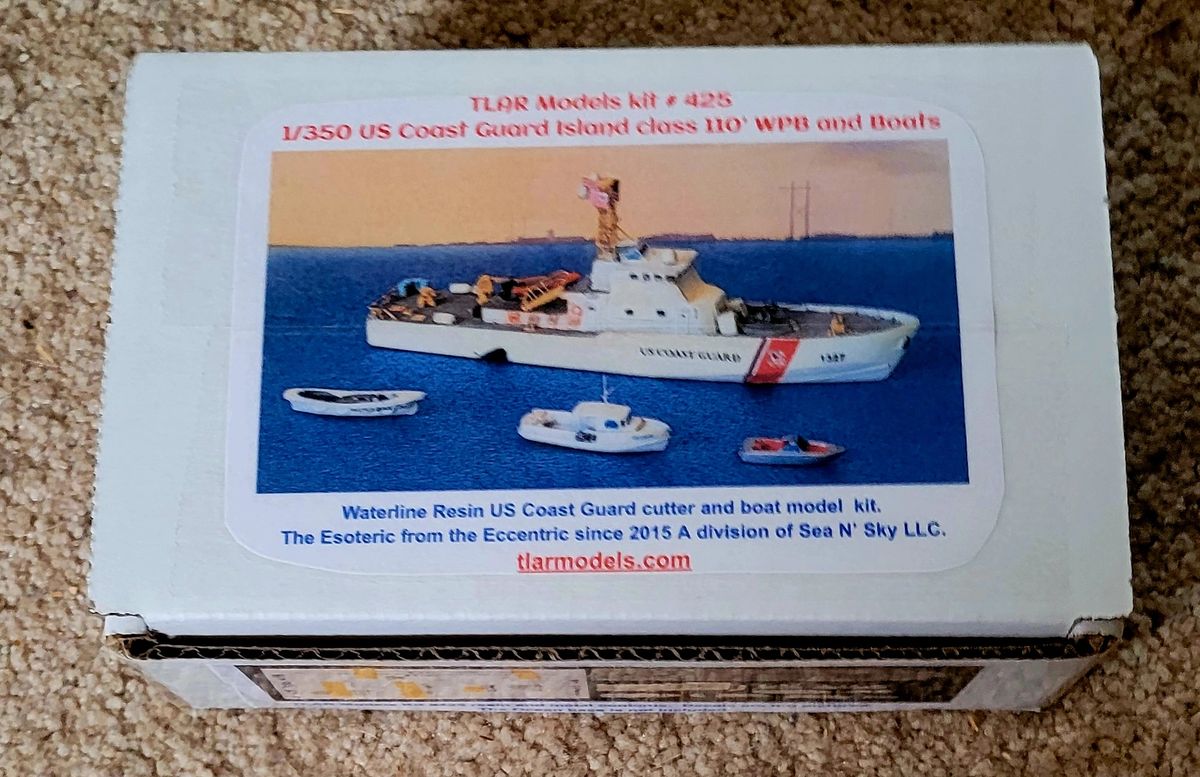 TLAR Models kit # 425
1/350 US Coast Guard Island class 110' WPB and Boats
US COAST GUARD
1327
Waterline Resin US Coast Guard cutter and boat model kit.
The Esoteric from the Eccentric since 2015 A division of Sea N' Sky LLC.
tlarmodels.com